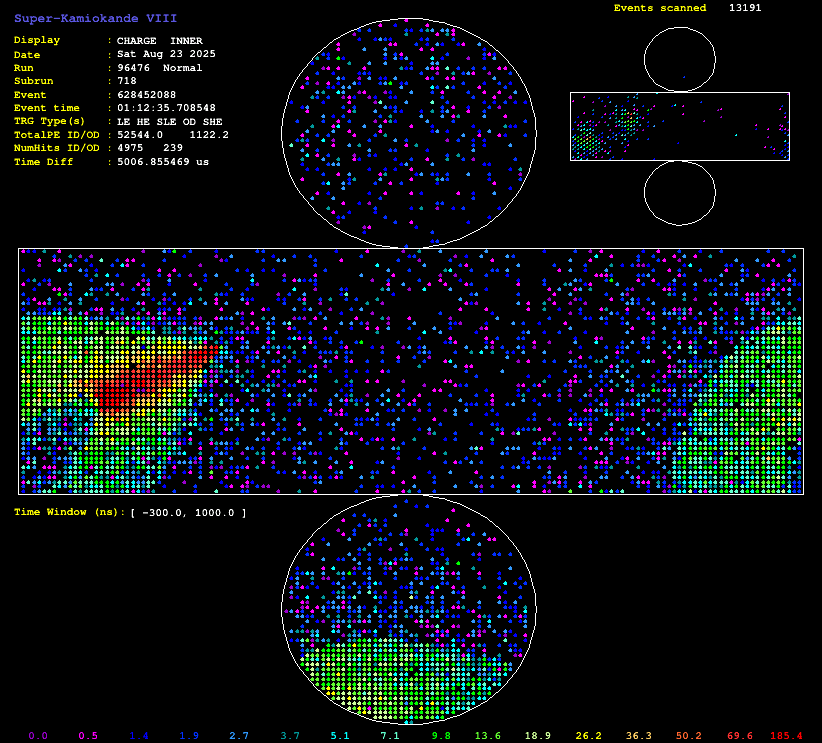 Super-Kamiokande VIII
Events scanned 13191
Display : CHARGE INNER
Date : Sat Aug 23 2025
Run : 96476 Normal
Subrun : 718
Event : 628452088
Event time : 01:12:35.708548
TRG Type(s) : LE HE SLE OD SHE
TotalPE ID/OD : 52544.0 1122.2
NumHits ID/OD : 4975 239
Time Diff : 5006.855469 us
Time Window (ns): [ -300.0, 1000.0 ]
0.0 0.5 1.4 1.9 2.7 3.7 5.1 7.1 9.8 13.6 18.9 26.2 36.3 50.2 69.6 185.4